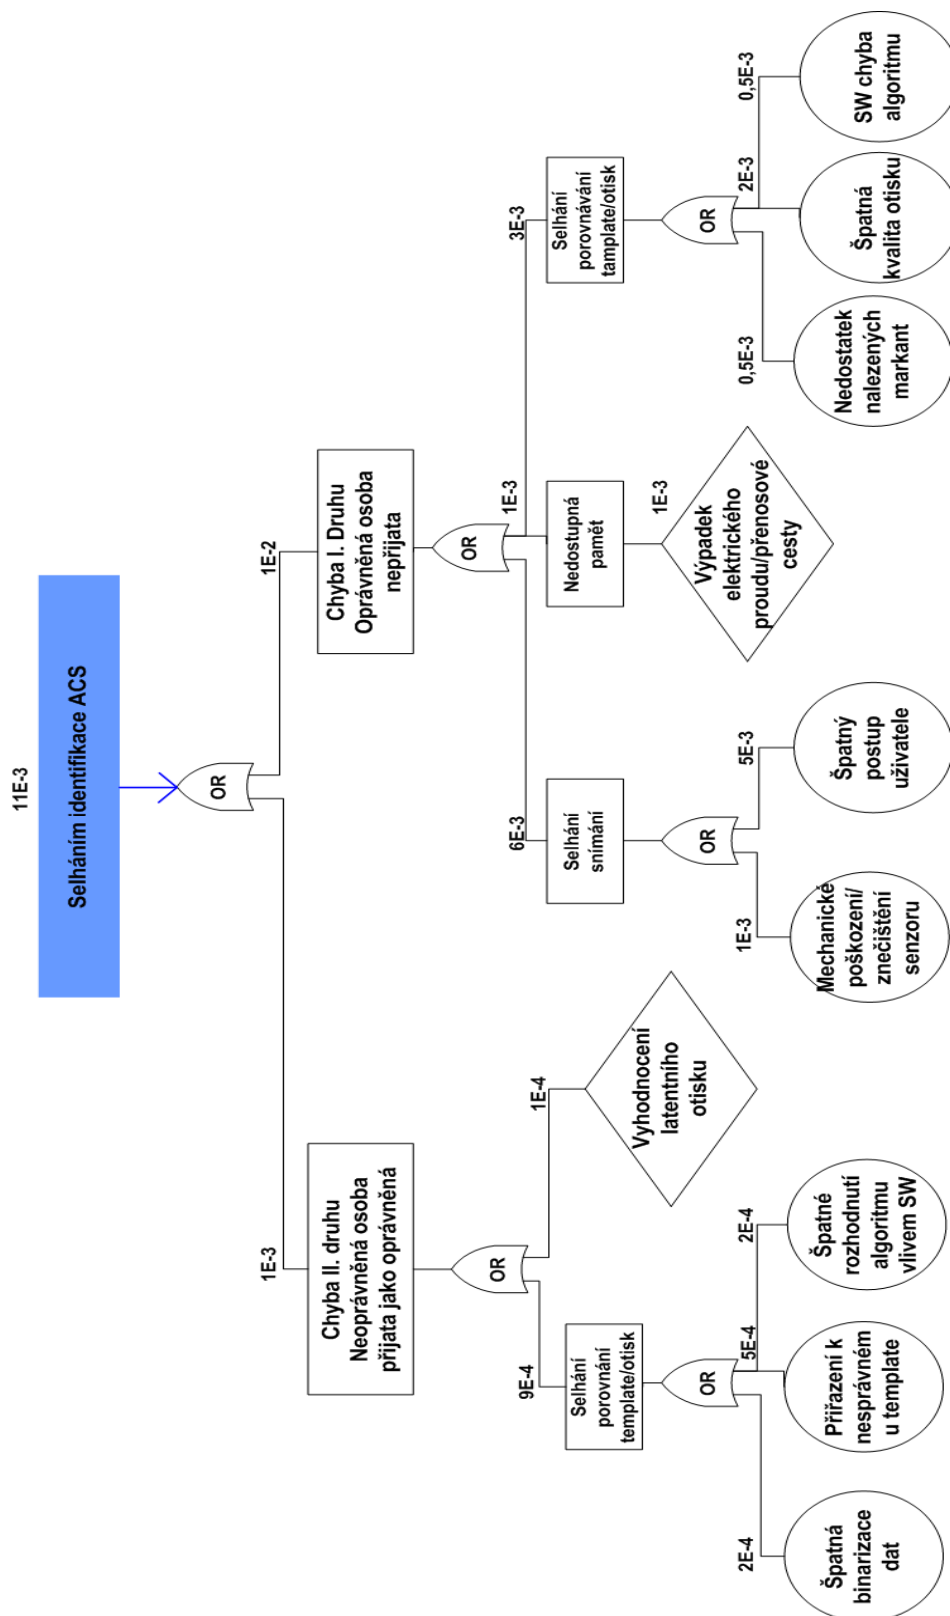 11E-3
Selháním identifikace ACS
OR
1E-3
1E-2
Chyba II. druhu
Neoprávněná osoba
přijata jako oprávněná
Chyba I. Druhu
Oprávněná osoba
nepřijata
OR
OR
9E-4
1E-4
6E-3
1E-3
3E-3
Selhání
porovnání
template/otisk
Vyhodnocení
latentního
otisku
Selhání
snímání
Nedostupná
pamět
Selhání
porovnávání
tamplate/otisk
OR
OR
1E-3
OR
2E-4
5E-4
2E-4
1E-3
5E-3
0,5E-3
2E-3
0,5E-3
Špatná
binarizace
dat
Přiřazení k
nesprávném
u template
Špatné
rozhodnutí
algoritmu
vlivem SW
Mechanické
poškození/
znečištění
senzoru
Špatný
postup
uživatele
Výpadek
elektrického
proudu/přenosové
cesty
Nedostatek
nalezených
markant
Špatná
kvalita otisku
SW chyba
algoritmu